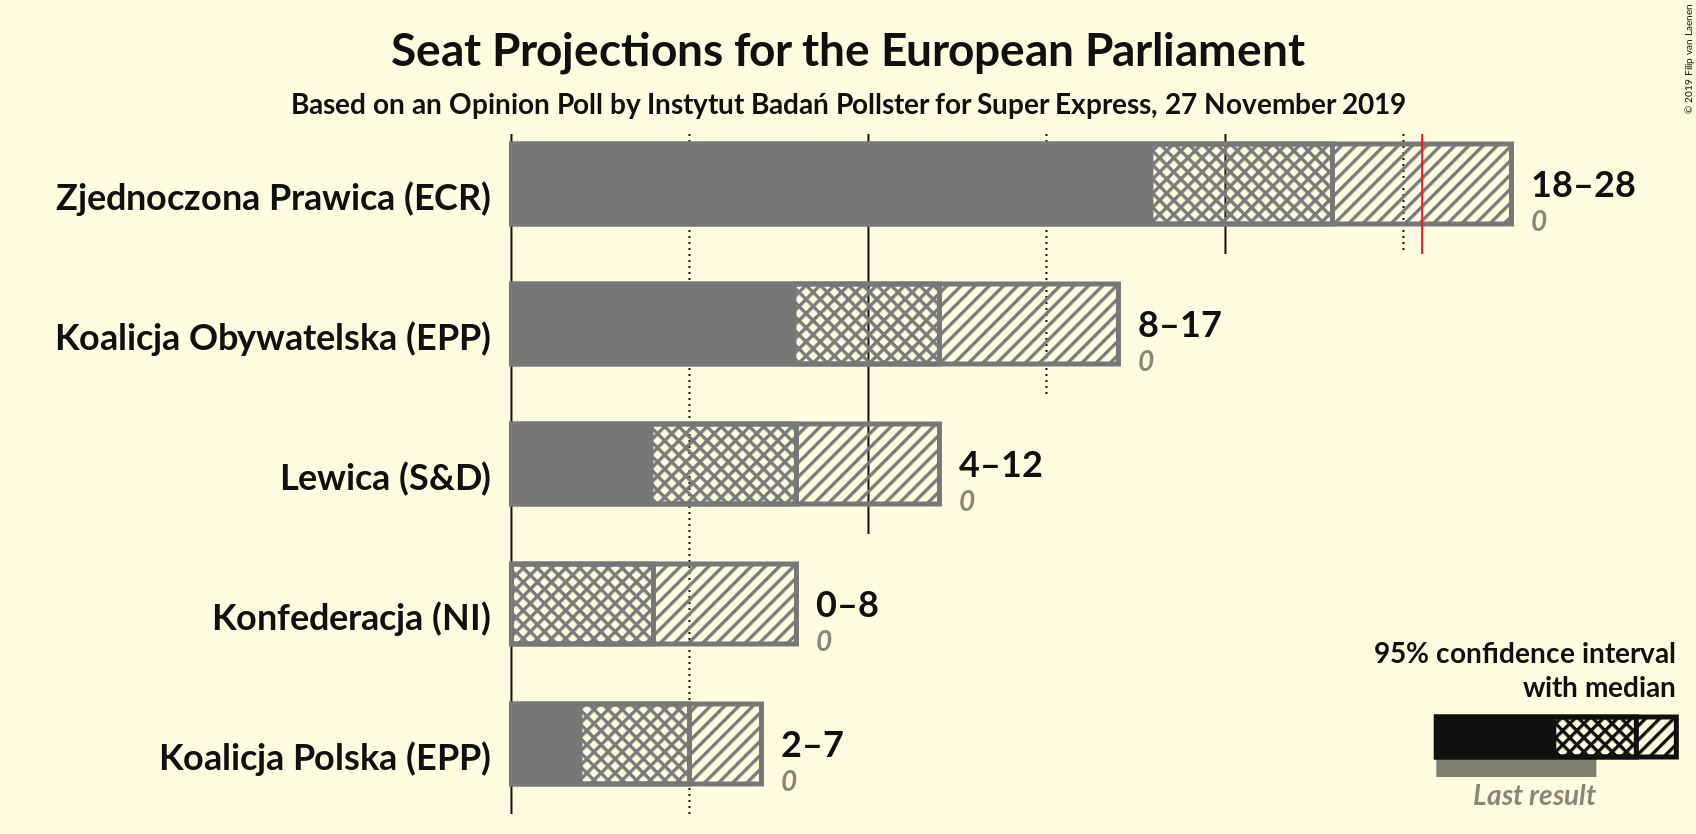 Seat Projections for the European Parliament
Based on an Opinion Poll by Instytut Badań Pollster for Super Express, 27 November 2019
© 2019 Filip van Laenen
Zjednoczona Prawica (ECR)
18–28
0
Koalicja Obywatelska (EPP)
8–17
0
Lewica (S&D)
4–12
0
Konfederacja (NI)
0–8
0
Koalicja Polska (EPP)
2–7
0
95% confidence interval
with median
Last result